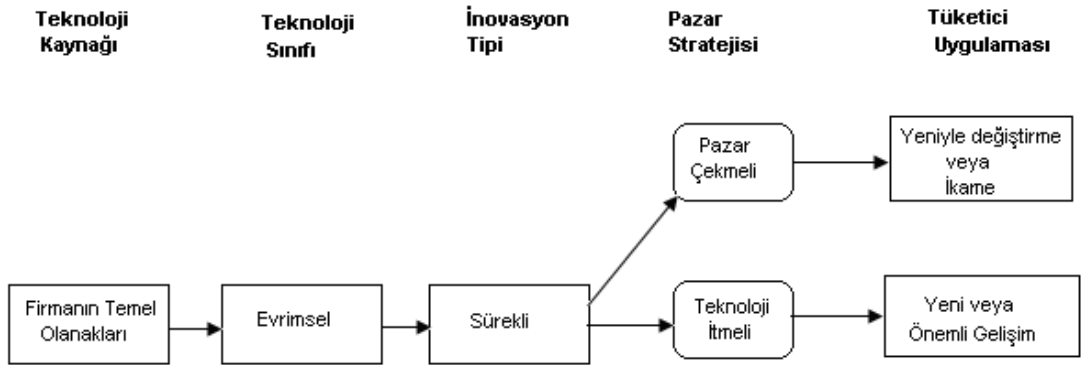 Teknoloji
Kaynağı
Teknoloji
Sınıfı
İnovasyon
Tipi
Pazar
Stratejisi
Tüketici
Uygulaması
Pazar
Çekmeli
Yeniyle değiştirme
veya
İkame
Firmanın Temel
Olanakları
Evrimsel
Sürekli
Teknoloji
İtmeli
Yeni veya
Önemli Gelişim